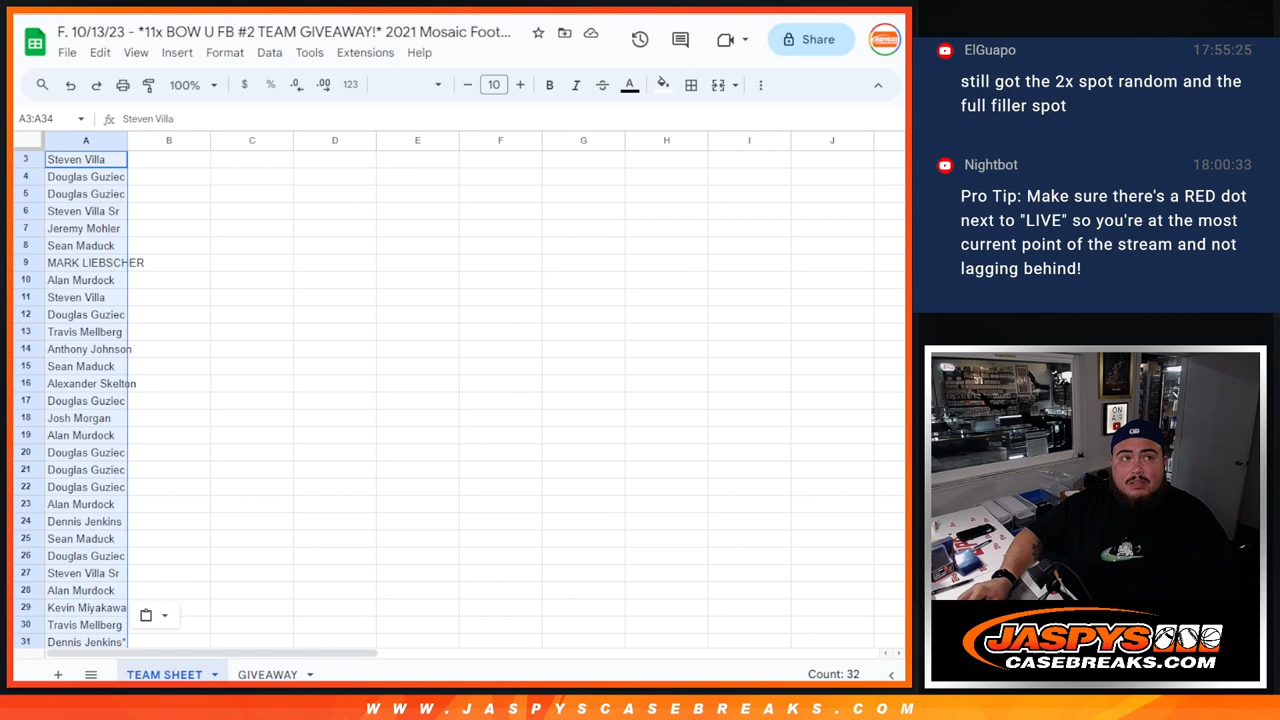 F. 10/13/23 - *11x BOW U FB #2 TEAM GIVEAWAY!* 2021 Mosaic Foot...
File Edit View Insert Format Data Tools Extensions Help
Share
100% $ % .0 .00 123 10 B I A
A3:A34 fx Steven Villa
A B C D E F G H I J
3 Steven Villa
4 Douglas Guziec
5 Douglas Guziec
6 Steven Villa Sr
7 Jeremy Mohler
8 Sean Maduck
9 MARK LIEBSCHER
10 Alan Murdock
11 Steven Villa
12 Douglas Guziec
13 Travis Mellberg
14 Anthony Johnson
15 Sean Maduck
16 Alexander Skelton
17 Douglas Guziec
18 Josh Morgan
19 Alan Murdock
20 Douglas Guziec
21 Douglas Guziec
22 Douglas Guziec
23 Alan Murdock
24 Dennis Jenkins
25 Sean Maduck
26 Douglas Guziec
27 Steven Villa Sr
28 Alan Murdock
29 Kevin Miyakawa
30 Travis Mellberg
31 Dennis Jenkins*
TEAM SHEET GIVEAWAY Count: 32
ElGuapo 17:55:25
still got the 2x spot random and the
full filler spot
Nightbot 18:00:33
Pro Tip: Make sure there's a RED dot
next to "LIVE" so you're at the most
current point of the stream and not
lagging behind!
ON
AIR
JASPYS
CASEBREAKS.COM
WWW.JASPYSCASEBREAKS.COM